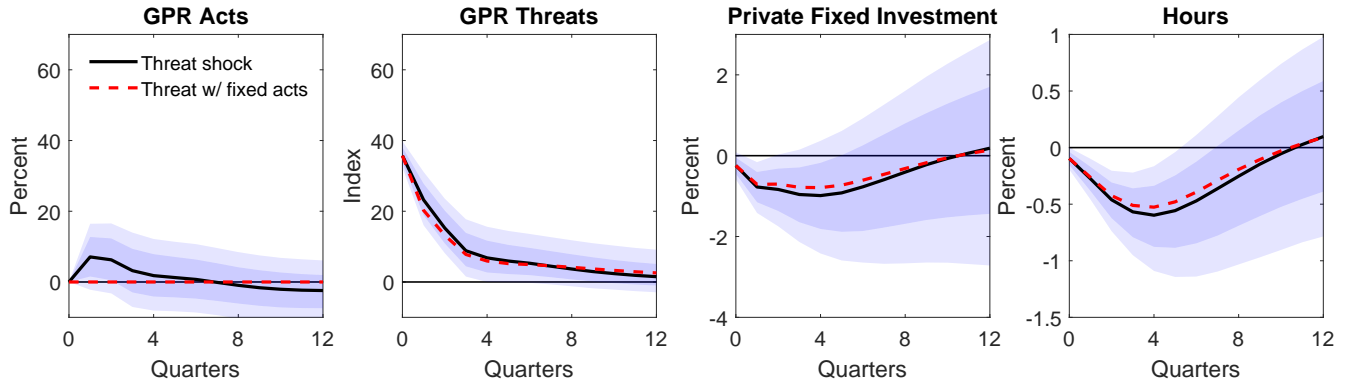 GPR Acts
GPR Threats
Private Fixed Investment
Hours
Threat shock
Threat w/ fixed acts
Percent
60
40
20
0
0
4
8
12
Quarters
Index
60
40
20
0
0
4
8
12
Quarters
Percent
2
0
-2
-4
0
4
8
12
Quarters
Percent
1
0.5
0
-0.5
-1
-1.5
0
4
8
12
Quarters